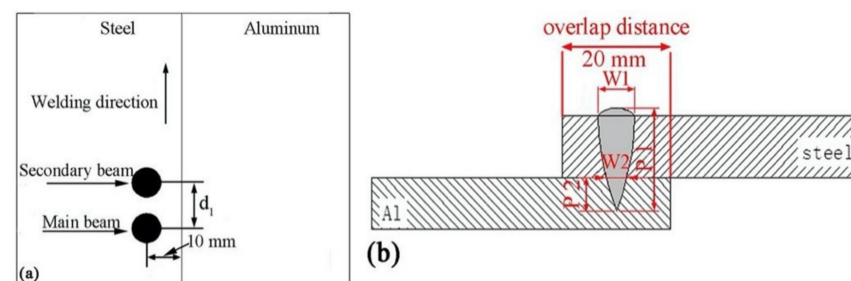 Steel Aluminum
Welding direction
Secondary beam
d1
Main beam
10 mm
(a)
overlap distance
20 mm
W1
steel
P1
W2
P2
Al
(b)